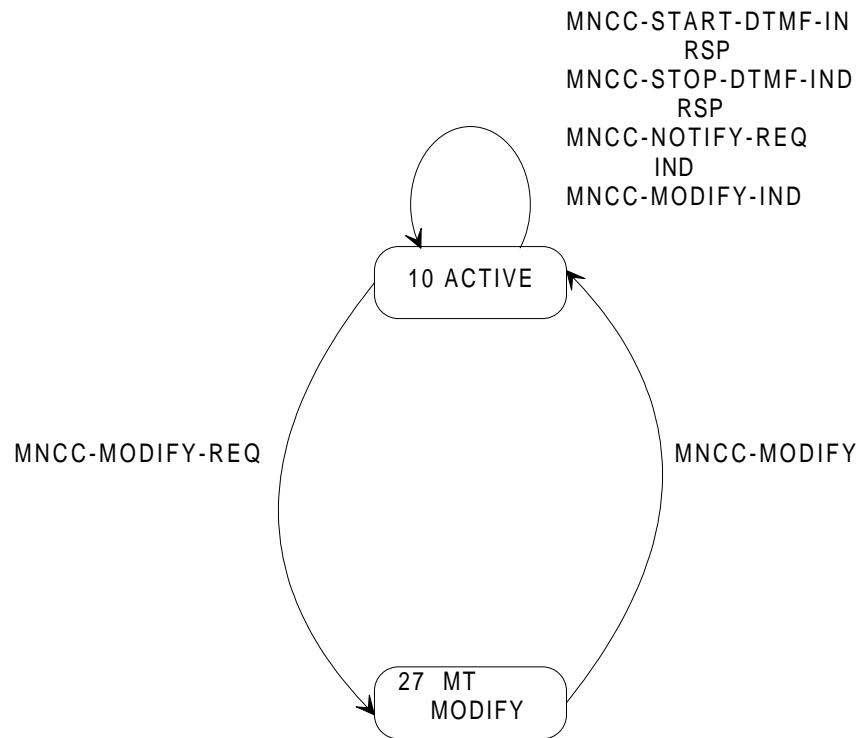 MNCC-START-DTMF-IN
RSP
MNCC-STOP-DTMF-IND
RSP
MNCC-NOTIFY-REQ
IND
MNCC-MODIFY-IND
10 ACTIVE
MNCC-MODIFY-REQ
MNCC-MODIFY
27 MT
MODIFY